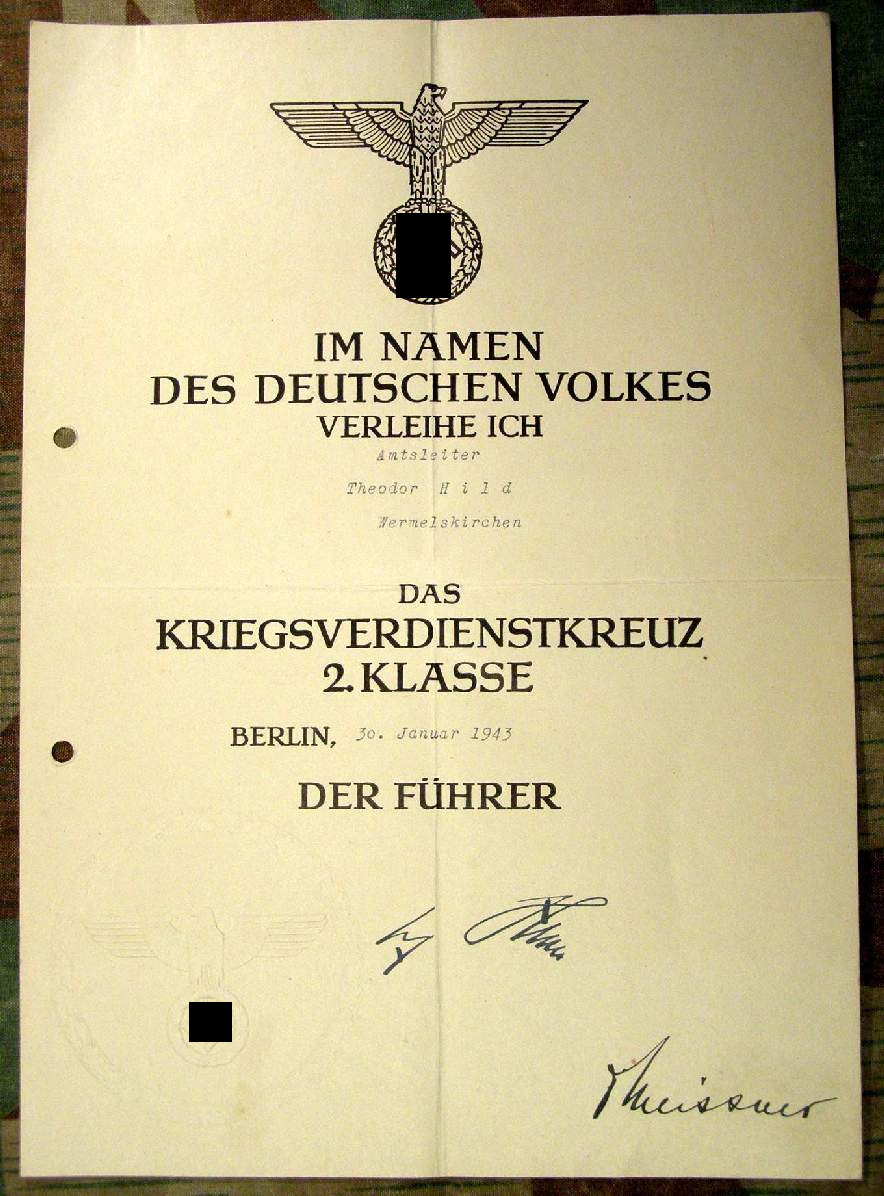 IM NAMEN
DES DEUTSCHEN VOLKES
VERLEIHE ICH
Amtsleiter
Theodor H i l d
Wermelskirchen
DAS
KRIEGSVERDIENSTKREUZ
2. KLASSE
BERLIN, 30. Januar 1943
DER FÜHRER
Meissner